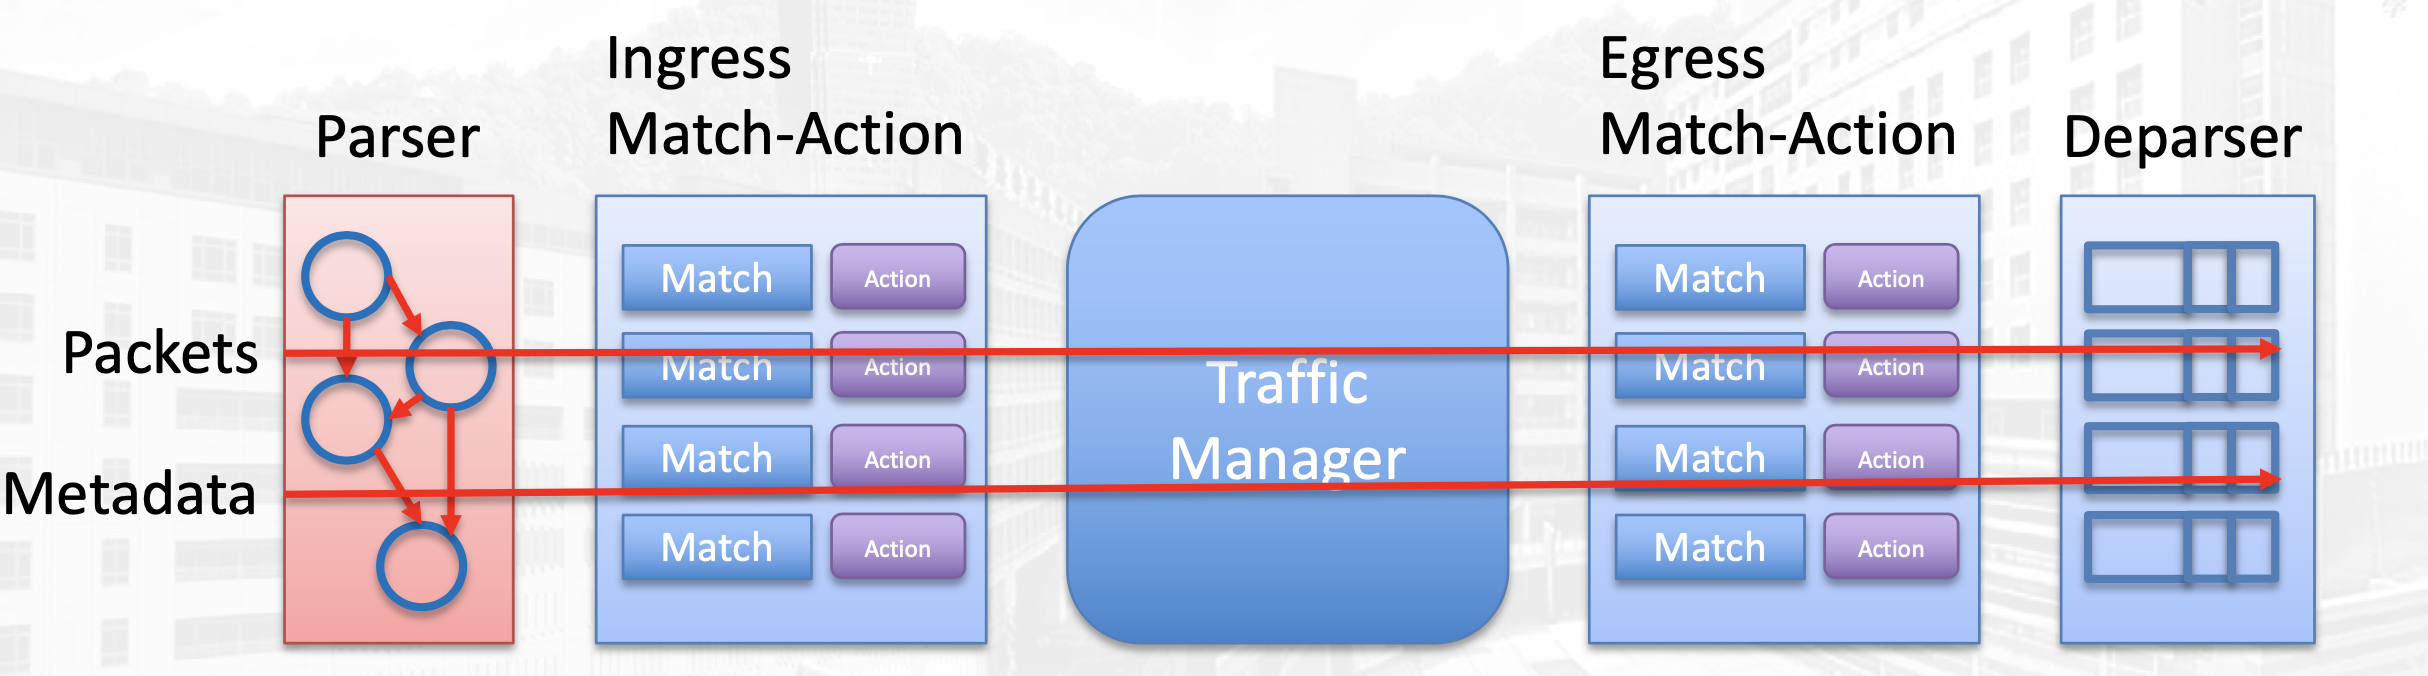 Parser
Ingress
Match-Action
Egress
Match-Action
Deparser
Packets
Metadata
Match Action
Match Action
Match Action
Match Action
Traffic
Manager
Match Action
Match Action
Match Action
Match Action